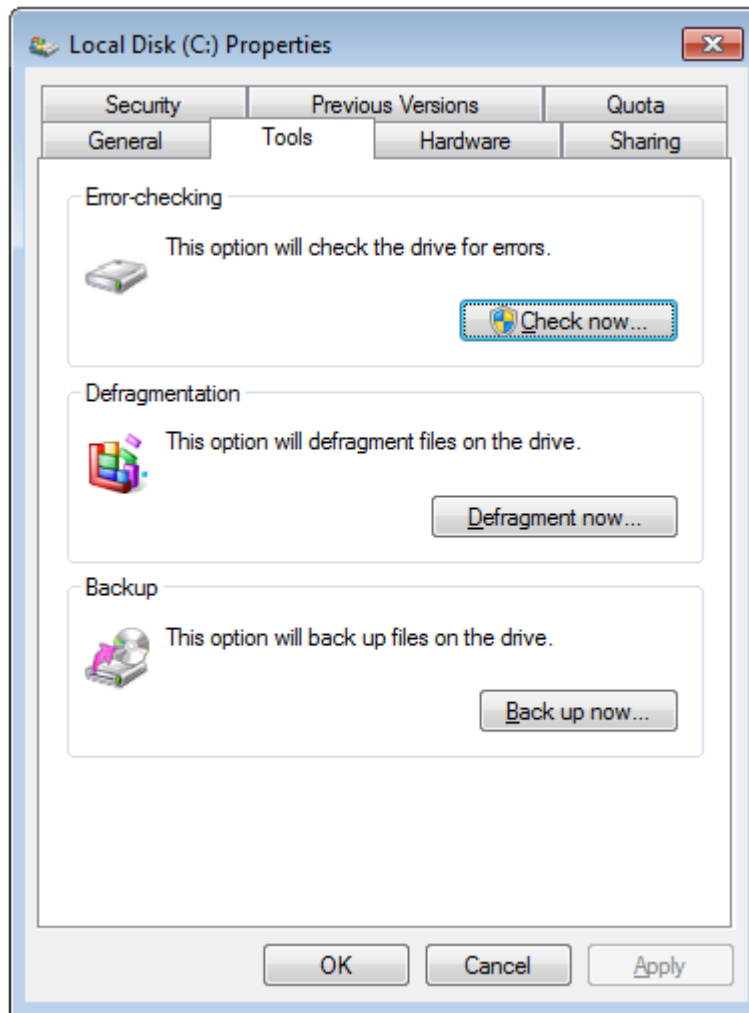 Local Disk (C:) Properties
Security Previous Versions Quota
General Tools Hardware Sharing
Error-checking
This option will check the drive for errors.
Check now...
Defragmentation
This option will defragment files on the drive.
Defragment now...
Backup
This option will back up files on the drive.
Back up now...
OK Cancel Apply